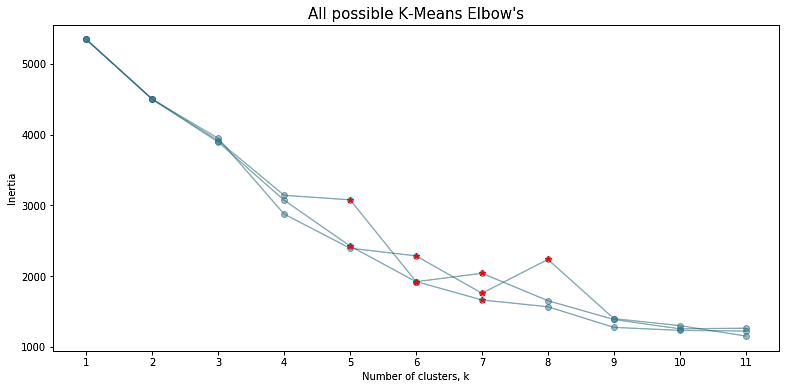 All possible K-Means Elbow's
5000
4000
3000
2000
1000
Inertia
1 2 3 4 5 6 7 8 9 10 11
Number of clusters, k